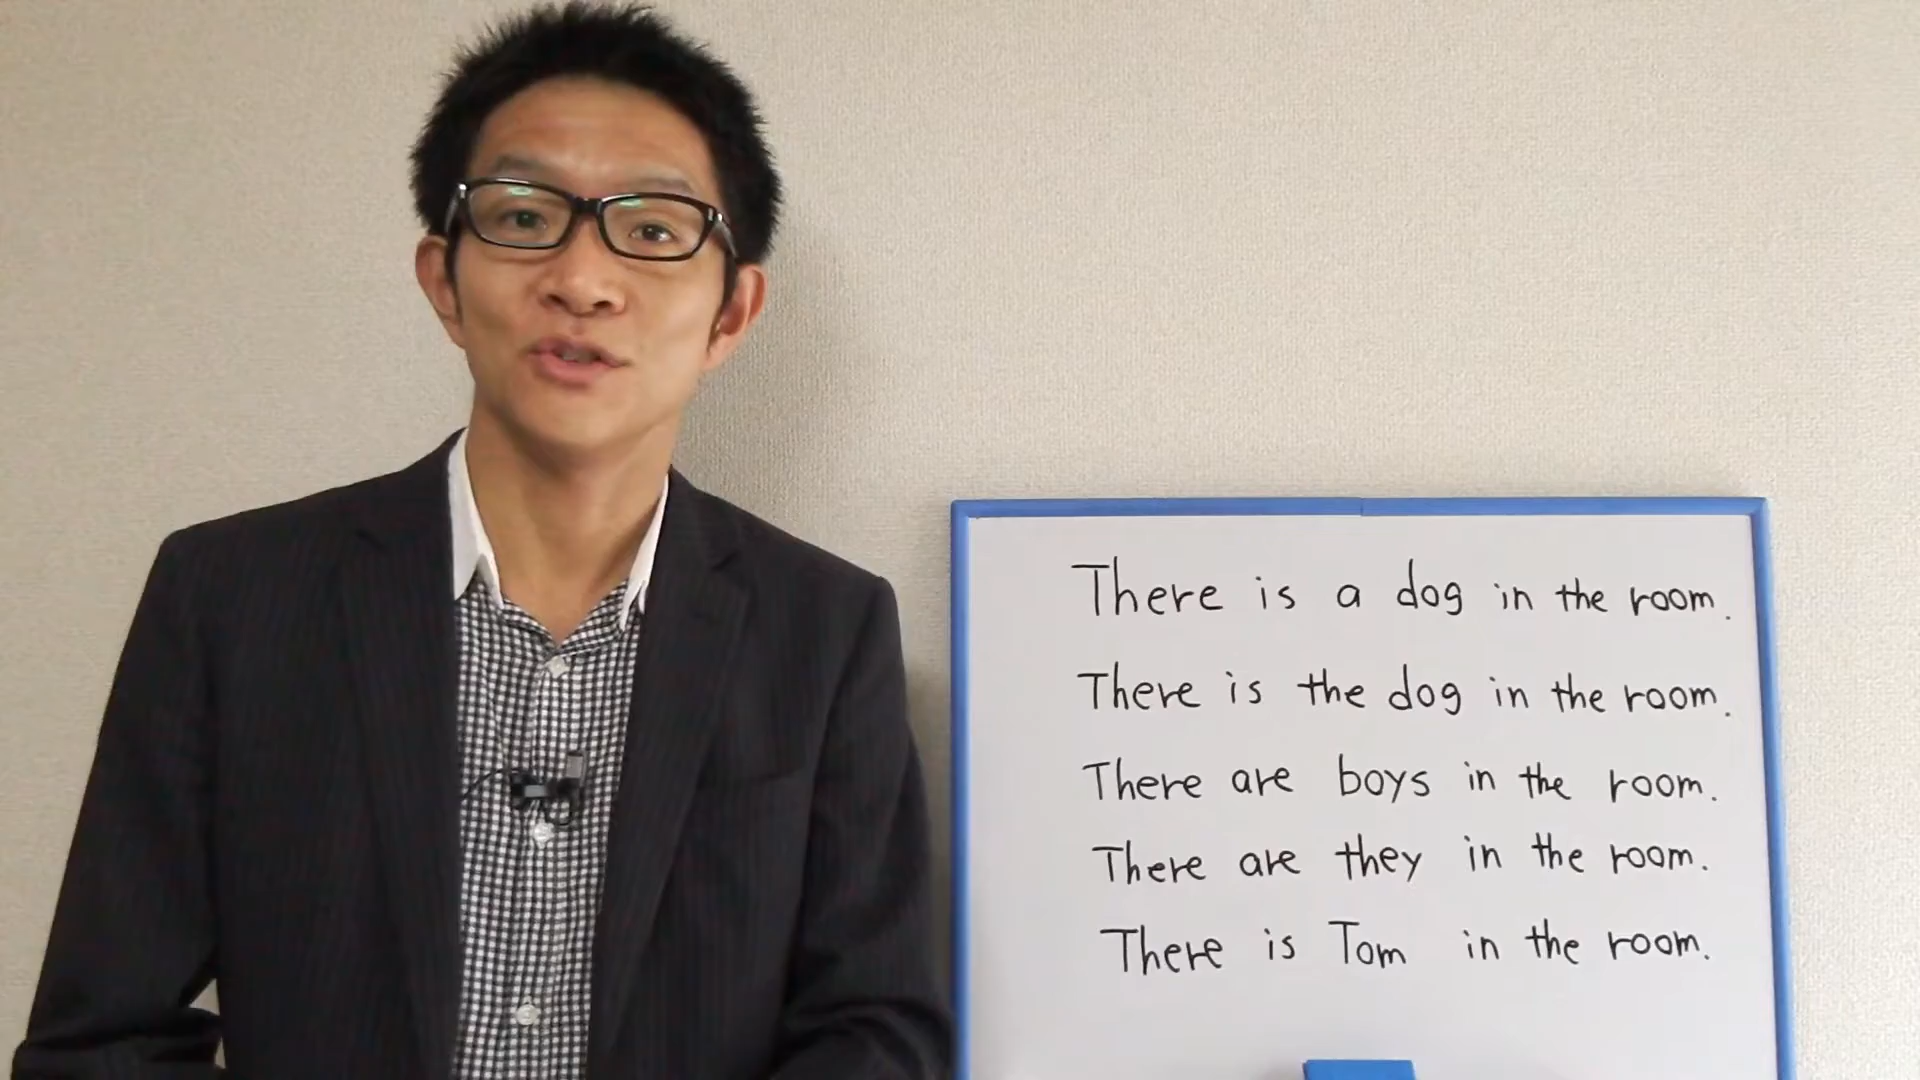 There is a dog in the room.
There is the dog in the room.
There are boys in the room.
There are they in the room.
There is Tom in the room.